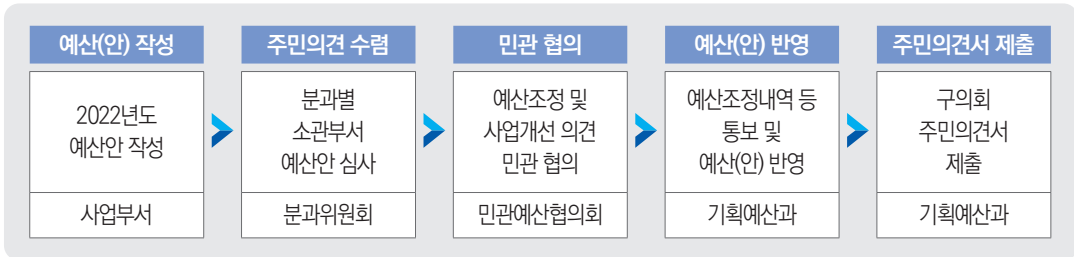 예산(안) 작성
2022년도
예산안 작성
사업부서
주민의견 수렴
분과별
소관부서
예산안 심사
분과위원회
민관 협의
예산조정 및
사업개선 의견
민관 협의
민관예산협의회
예산(안) 반영
예산조정내역 등
통보 및
예산(안) 반영
기획예산과
주민의견서 제출
구의회
주민의견서
제출
기획예산과